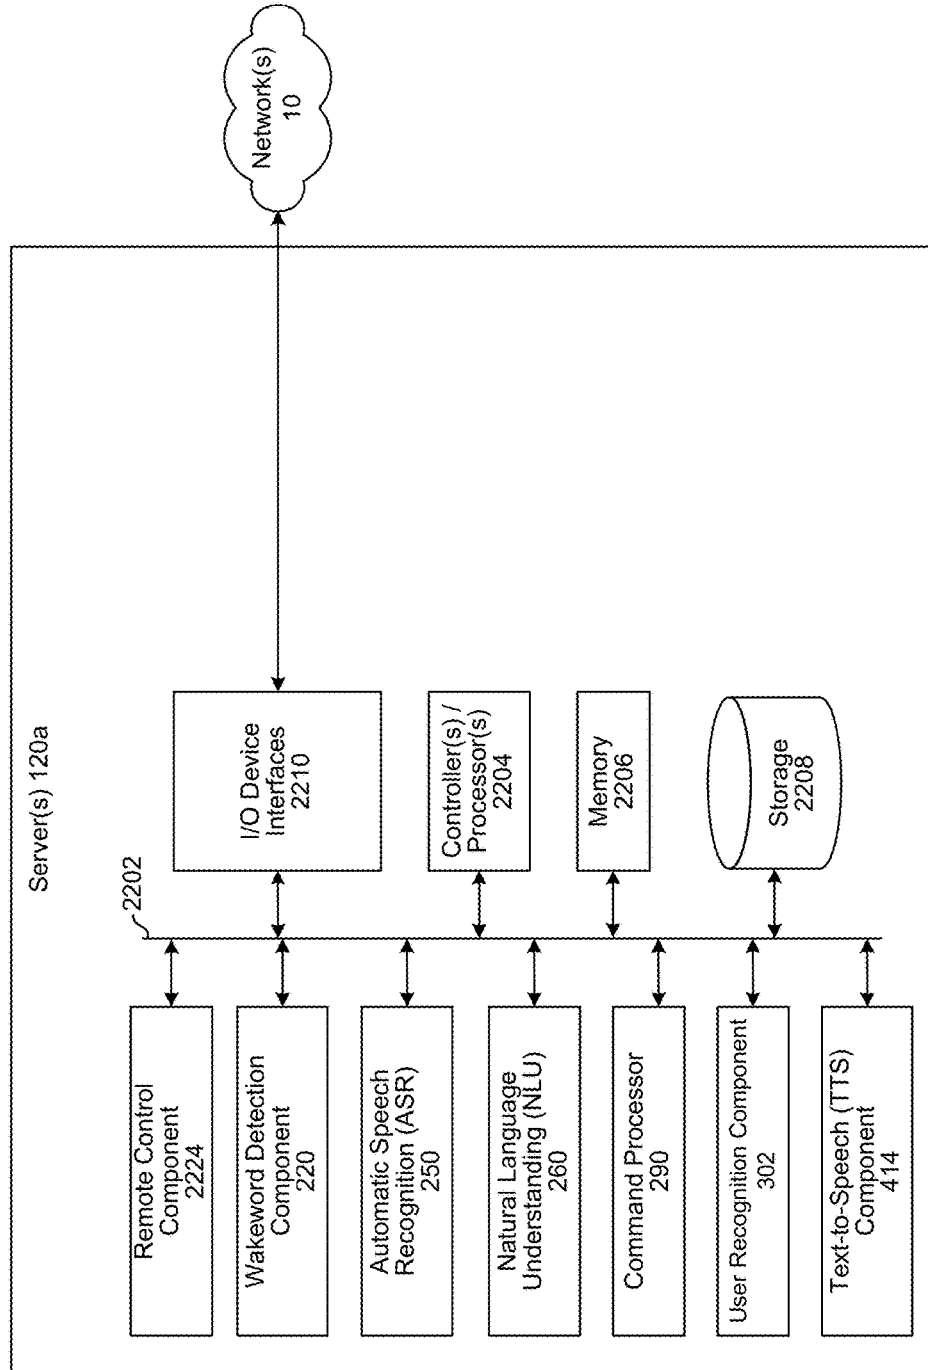 Server(s) 120a
Network(s)
10
2202
I/O Device
Interfaces
2210
Controller(s) /
Processor(s)
2204
Memory
2206
Storage
2208
Remote Control
Component
2224
Wakeword Detection
Component
220
Automatic Speech
Recognition (ASR)
250
Natural Language
Understanding (NLU)
260
Command Processor
290
User Recognition Component
302
Text-to-Speech (TTS)
Component
414